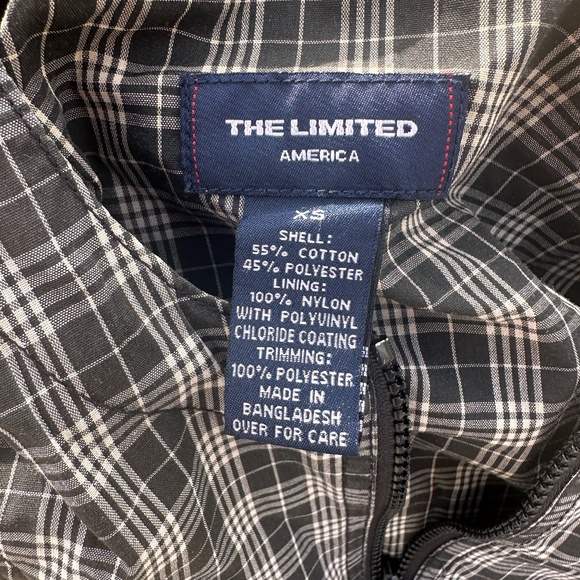 THE LIMITED
AMERICA
XS
SHELL:
55% COTTON
45% POLYESTER
LINING:
100% NYLON
WITH POLYVINYL
CHLORIDE COATING
TRIMMING:
100% POLYESTER
MADE IN
BANGLADESH
OVER FOR CARE